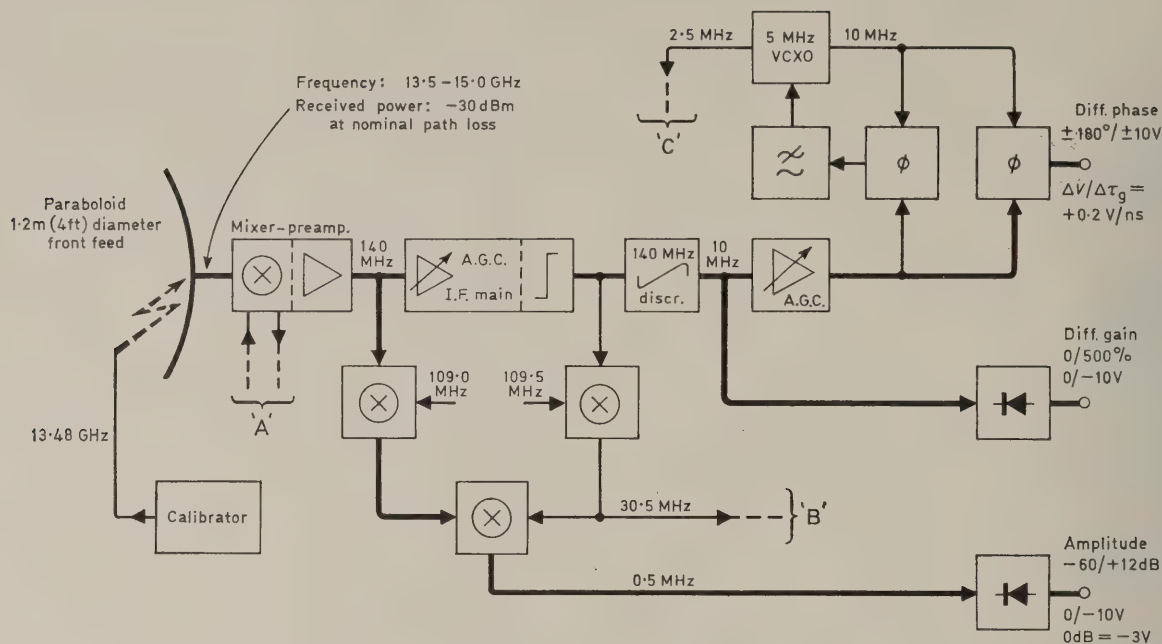 2·5 MHz
5 MHz
VCXO
10 MHz
Frequency: 13·5–15·0 GHz
Received power: –30 dBm
at nominal path loss
'C'
Diff. phase
± 180°/± 10V
ϕ
ϕ
ΔV/Δτg =
+0·2 V/ns
Paraboloid
1·2m (4ft) diameter
front feed
Mixer-preamp.
140
MHz
A.G.C.
I.F. main
140 MHz
discr.
10
MHz
A.G.C.
Diff. gain
0/500%
0/–10V
109·0
MHz
109·5
MHz
'A'
13·48 GHz
Calibrator
30·5 MHz
'B'
Amplitude
–60/+12dB
0·5 MHz
0/–10V
0dB = –3V